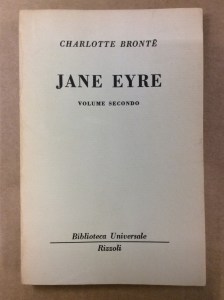 CHARLOTTE BRONTË
JANE EYRE
VOLUME SECONDO
Biblioteca Universale
Rizzoli